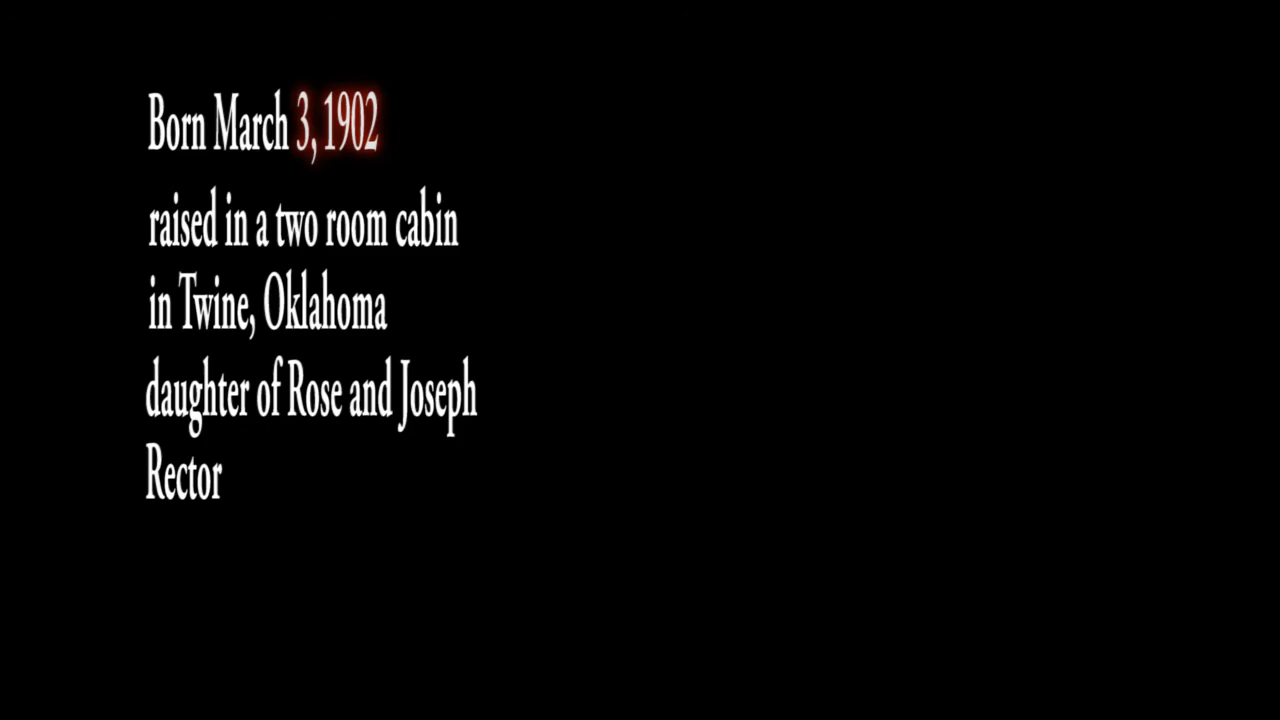 Born March 3, 1902
raised in a two room cabin
in Twine, Oklahoma
daughter of Rose and Joseph
Rector